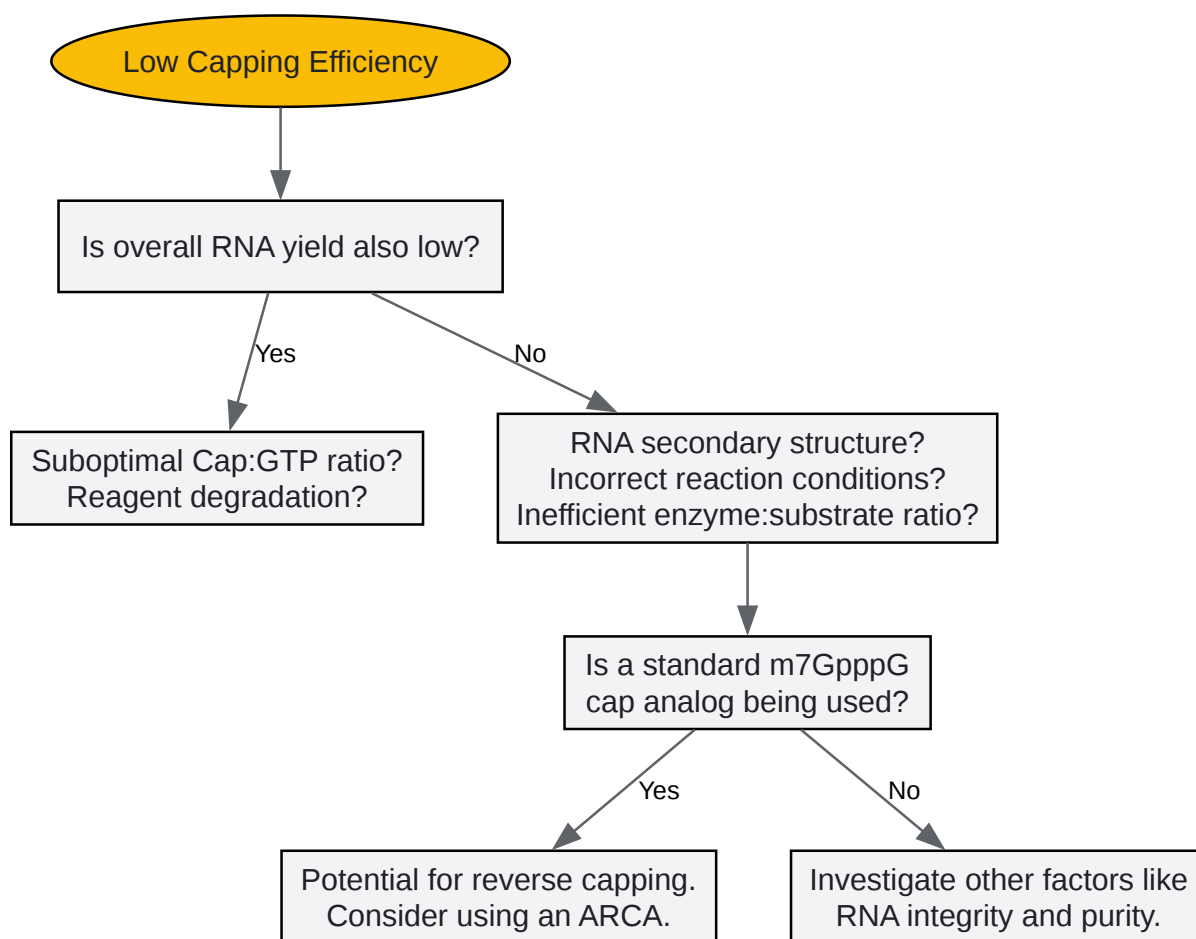 Low Capping Efficiency
Is overall RNA yield also low?
Yes
No
Suboptimal Cap:GTP ratio?
Reagent degradation?
RNA secondary structure?
Incorrect reaction conditions?
Inefficient enzyme:substrate ratio?
Is a standard m7GpppG
cap analog being used?
Yes
No
Potential for reverse capping.
Consider using an ARCA.
Investigate other factors like
RNA integrity and purity.